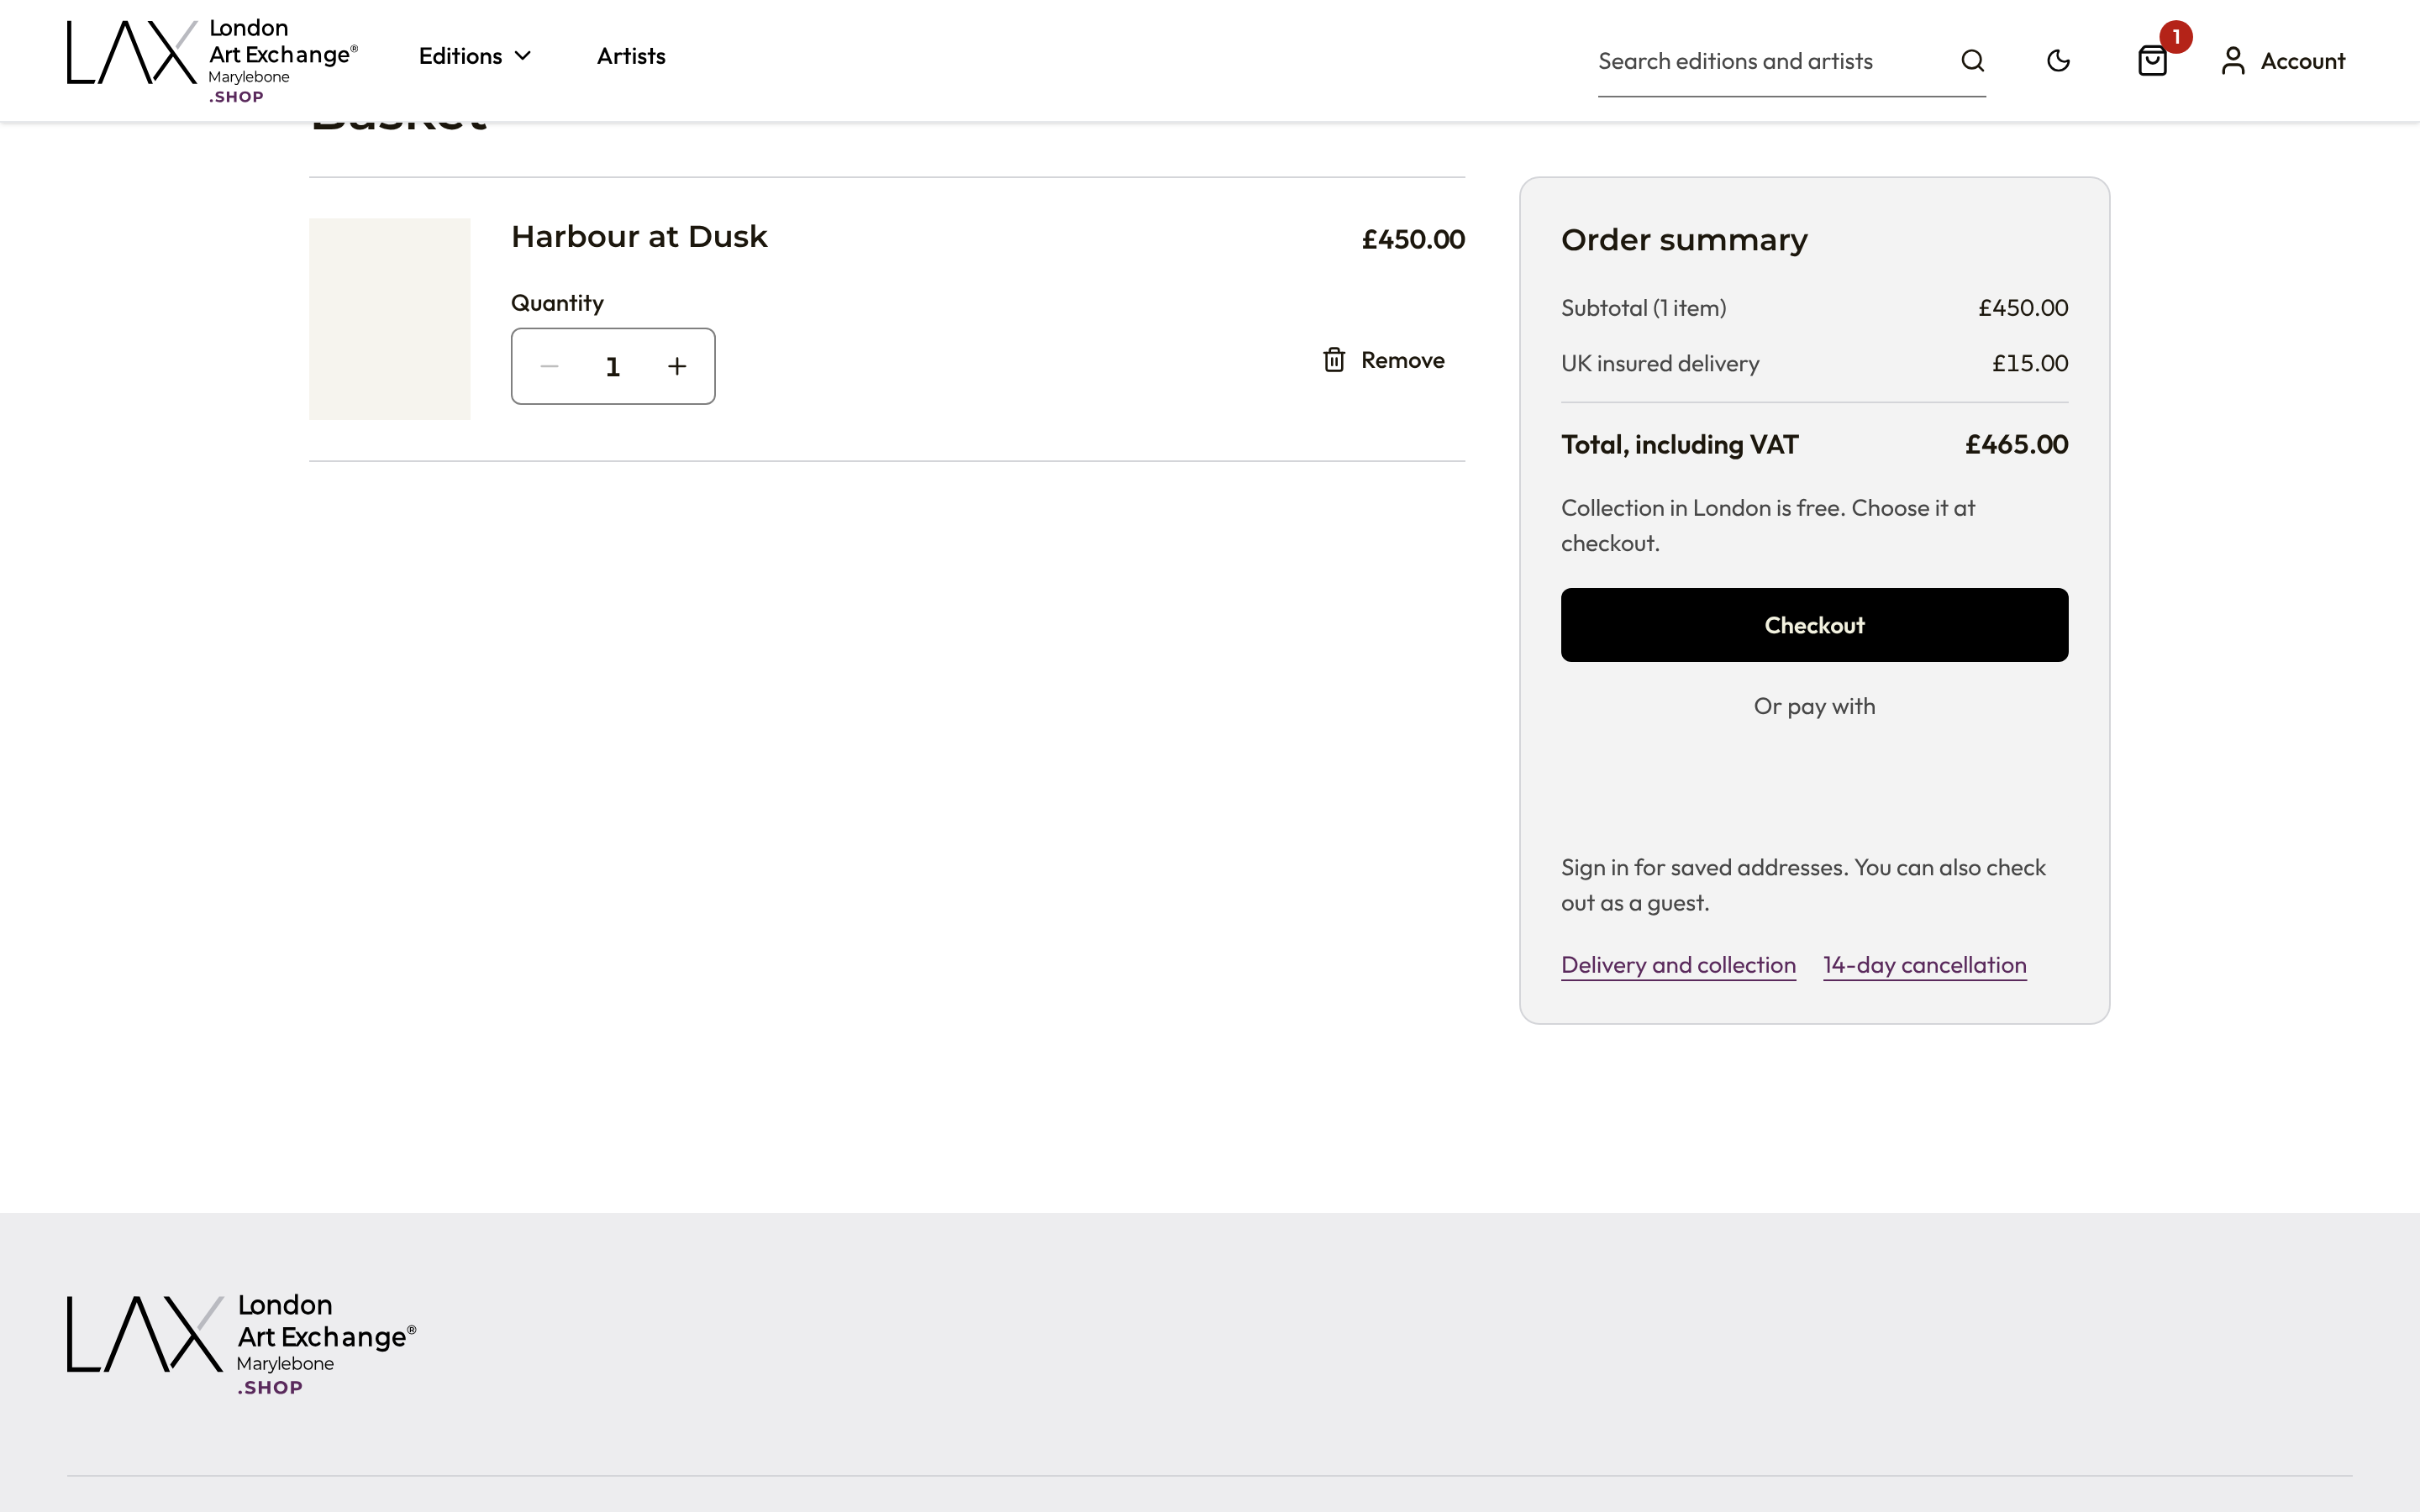 London
Art Exchange®
Marylebone
.SHOP
Editions
Artists
Search editions and artists
1
Account
Basket
Harbour at Dusk
£450.00
Quantity
1
Remove
Order summary
Subtotal (1 item) £450.00
UK insured delivery £15.00
Total, including VAT £465.00
Collection in London is free. Choose it at
checkout.
Checkout
Or pay with
Sign in for saved addresses. You can also check
out as a guest.
Delivery and collection 14-day cancellation
LAX
London
Art Exchange®
Marylebone
.SHOP